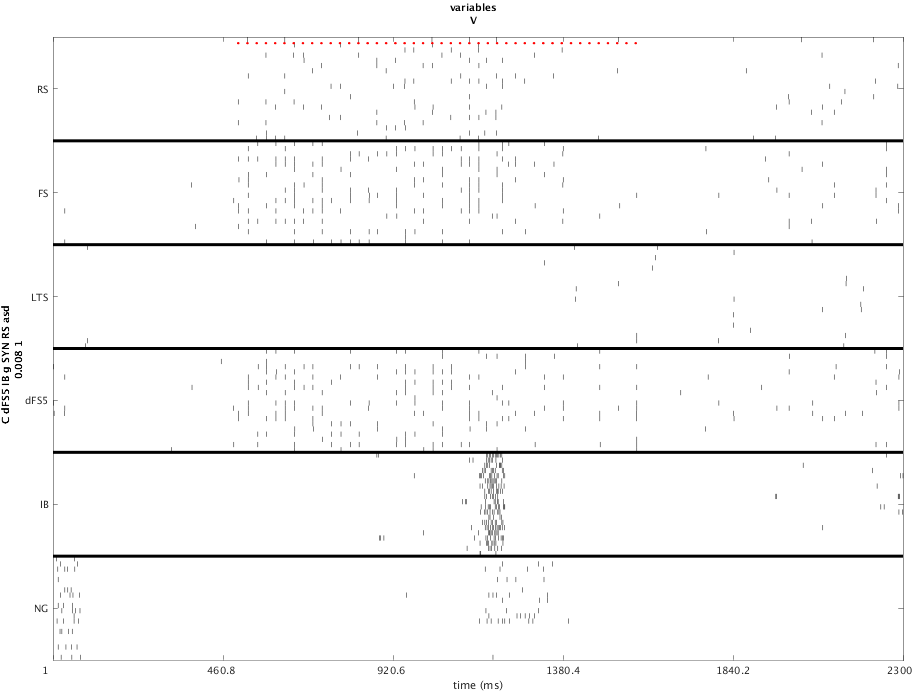 variables
V
RS
FS
LTS
dFS5
IB
NG
C dFS5 IB g SYN RS asd
0.008 1
1
460.8
920.6
1380.4
1840.2
2300
time (ms)